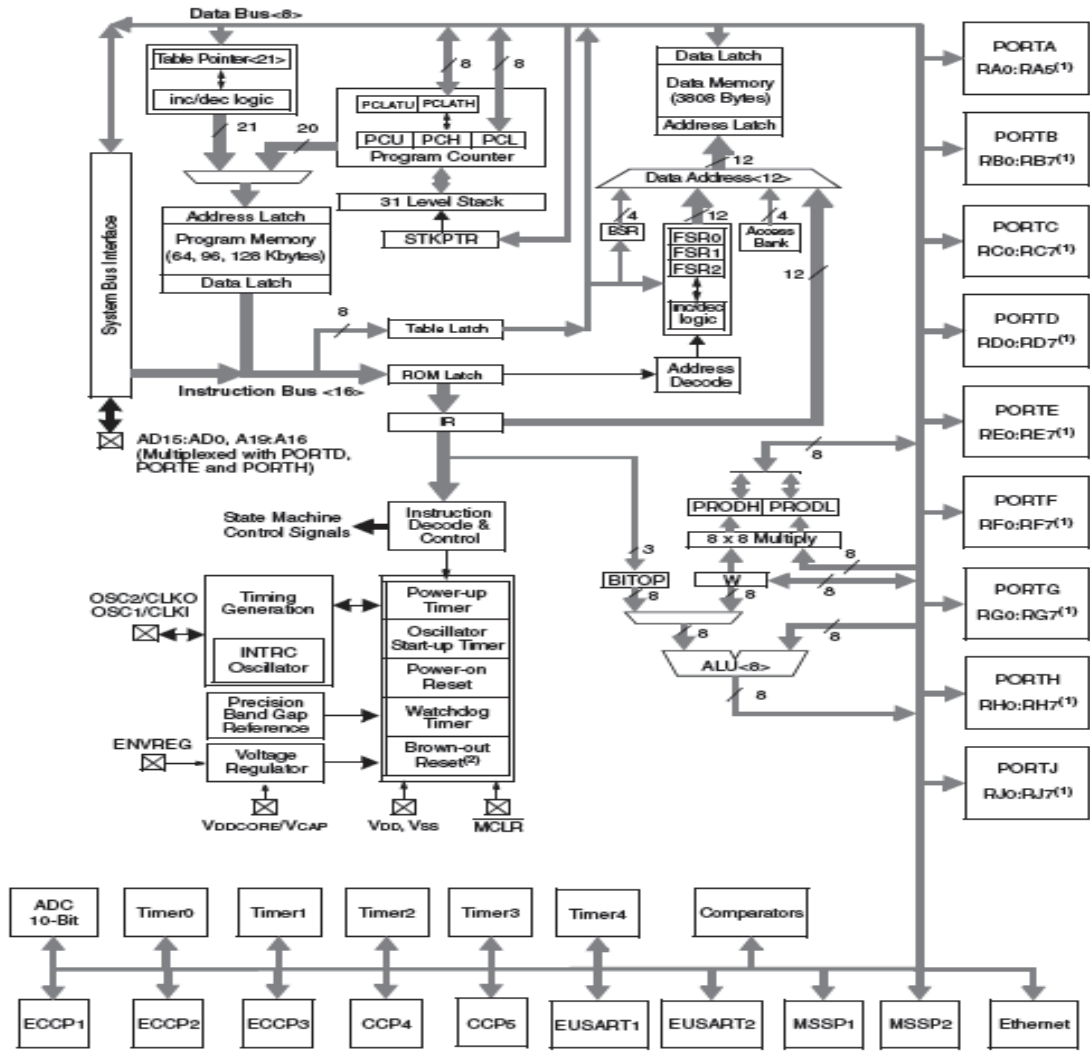 Data Bus<8>
Table Pointer<21>
inc/dec logic
21
20
8
8
PCLATU
PCLATH
PCU
PCH
PCL
Program Counter
31 Level Stack
STKPTR
Data Latch
Data Memory
(3808 Bytes)
Address Latch
12
Data Address<12>
4
12
4
BSR
FSR0
FSR1
FSR2
Access
Bank
inc/dec
logic
12
System Bus Interface
Address Latch
Program Memory
(64, 96, 128 Kbytes)
Data Latch
8
Table Latch
Instruction Bus <16>
ROM Latch
Address
Decode
IR
AD15:AD0, A19:A16
(Multiplexed with PORTD,
PORTE and PORTH)
State Machine
Control Signals
Instruction
Decode &
Control
8
PRODH
PRODL
8 x 8 Multiply
3
8
BITOP
W
8
8
8
8
8
ALU<8>
8
OSC2/CLKO
OSC1/CLKI
Timing
Generation
INTRC
Oscillator
Power-up
Timer
Oscillator
Start-up Timer
Power-on
Reset
Watchdog
Timer
Brown-out
Reset(2)
Precision
Band Gap
Reference
ENVREG
Voltage
Regulator
VDDCORE/VCAP
VDD, VSS
MCLR
PORTA
RA0:RA5(1)
PORTB
RB0:RB7(1)
PORTC
RC0:RC7(1)
PORTD
RD0:RD7(1)
PORTE
RE0:RE7(1)
PORTF
RF0:RF7(1)
PORTG
RG0:RG7(1)
PORTH
RH0:RH7(1)
PORTJ
RJ0:RJ7(1)
ADC
10-Bit
Timer0
Timer1
Timer2
Timer3
Timer4
Comparators
ECCP1
ECCP2
ECCP3
CCP4
CCP5
EUSART1
EUSART2
MSSP1
MSSP2
Ethernet